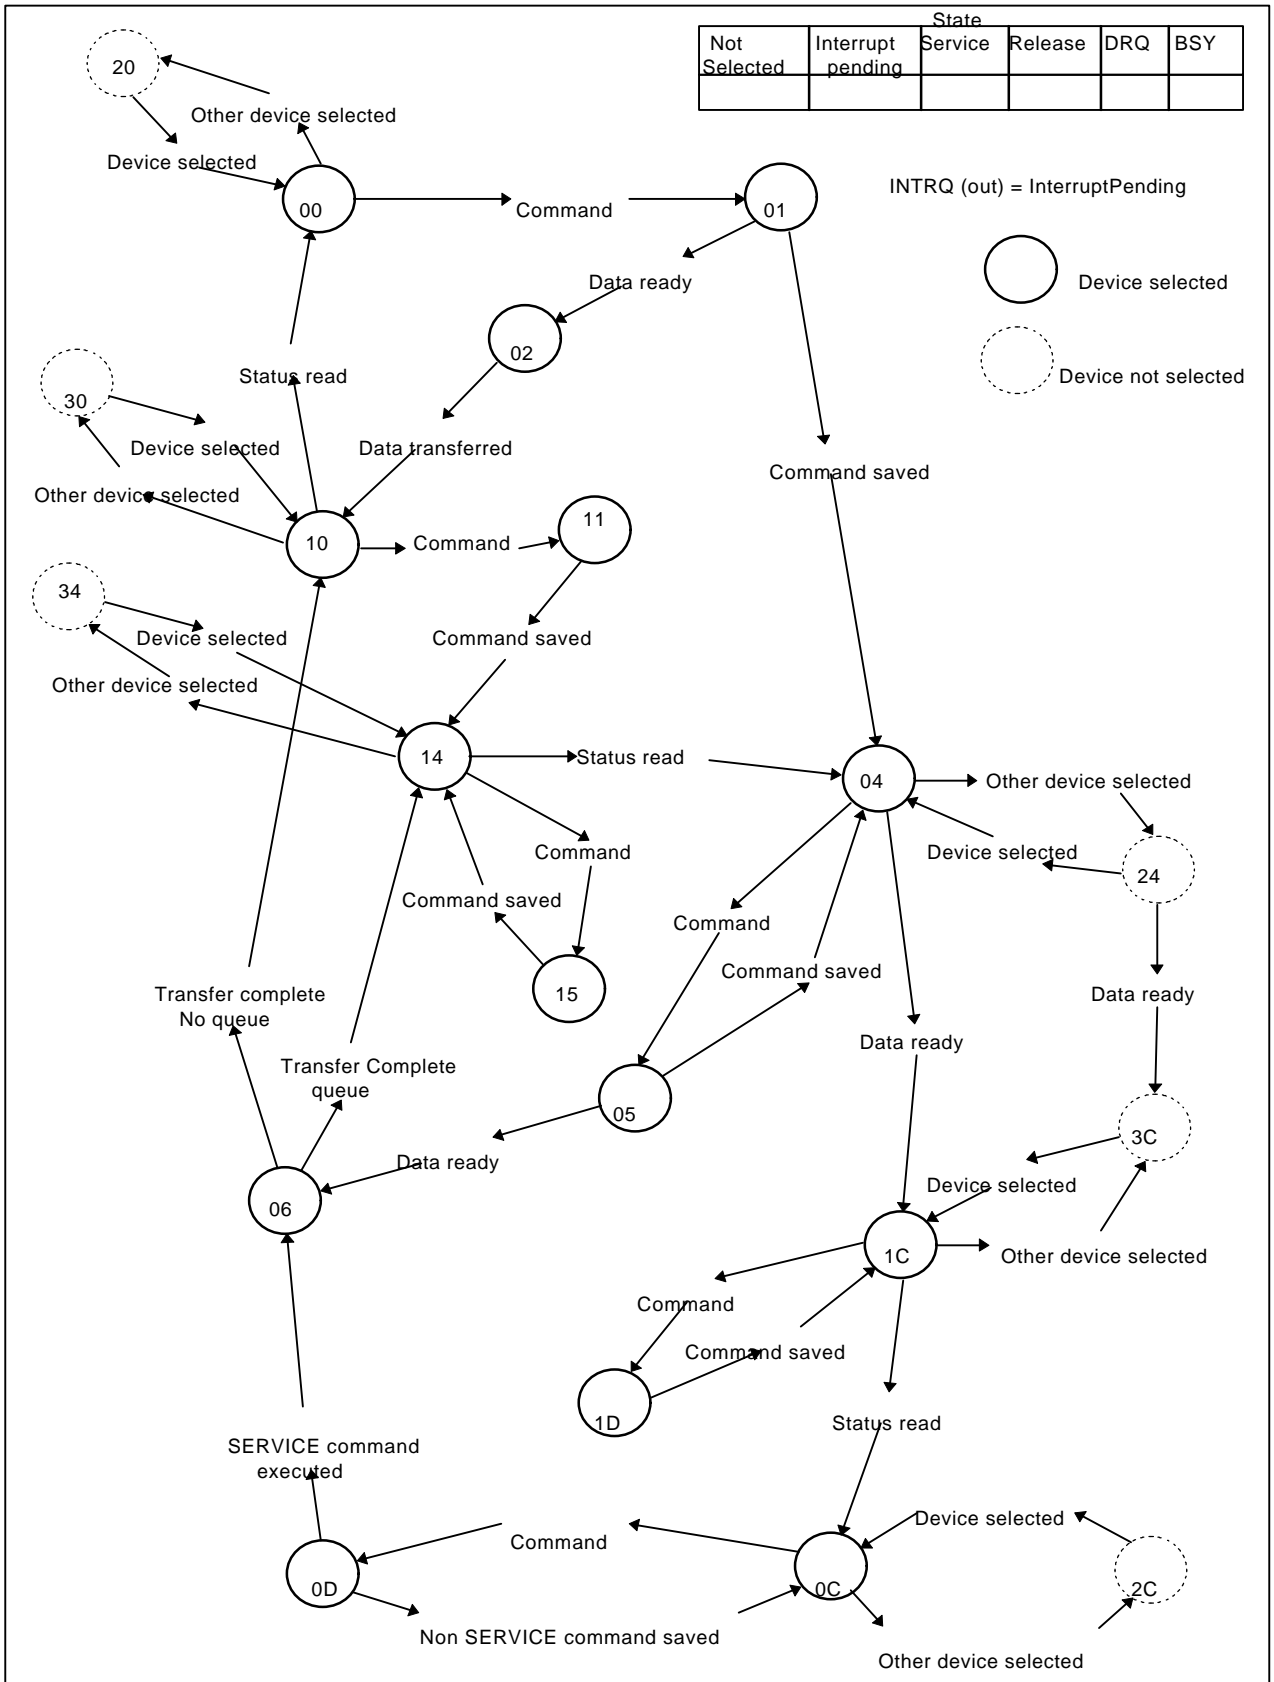 State
Not Selected
Interrupt pending
Service
Release
DRQ
BSY
20
Other device selected
Device selected
00
Command
01
INTRQ (out) = InterruptPending
Device selected
Data ready
02
Device not selected
Status read
30
Device selected
Data transferred
Other device selected
Command saved
10
Command
11
34
Device selected
Command saved
Other device selected
14
Status read
04
Other device selected
Command
Device selected
24
Command saved
Command
Command saved
15
Transfer complete
No queue
Data ready
Data ready
Transfer Complete
queue
05
3C
Data ready
Device selected
06
1C
Other device selected
Command
Command saved
1D
Status read
SERVICE command
executed
Device selected
Command
0D
0C
2C
Non SERVICE command saved
Other device selected